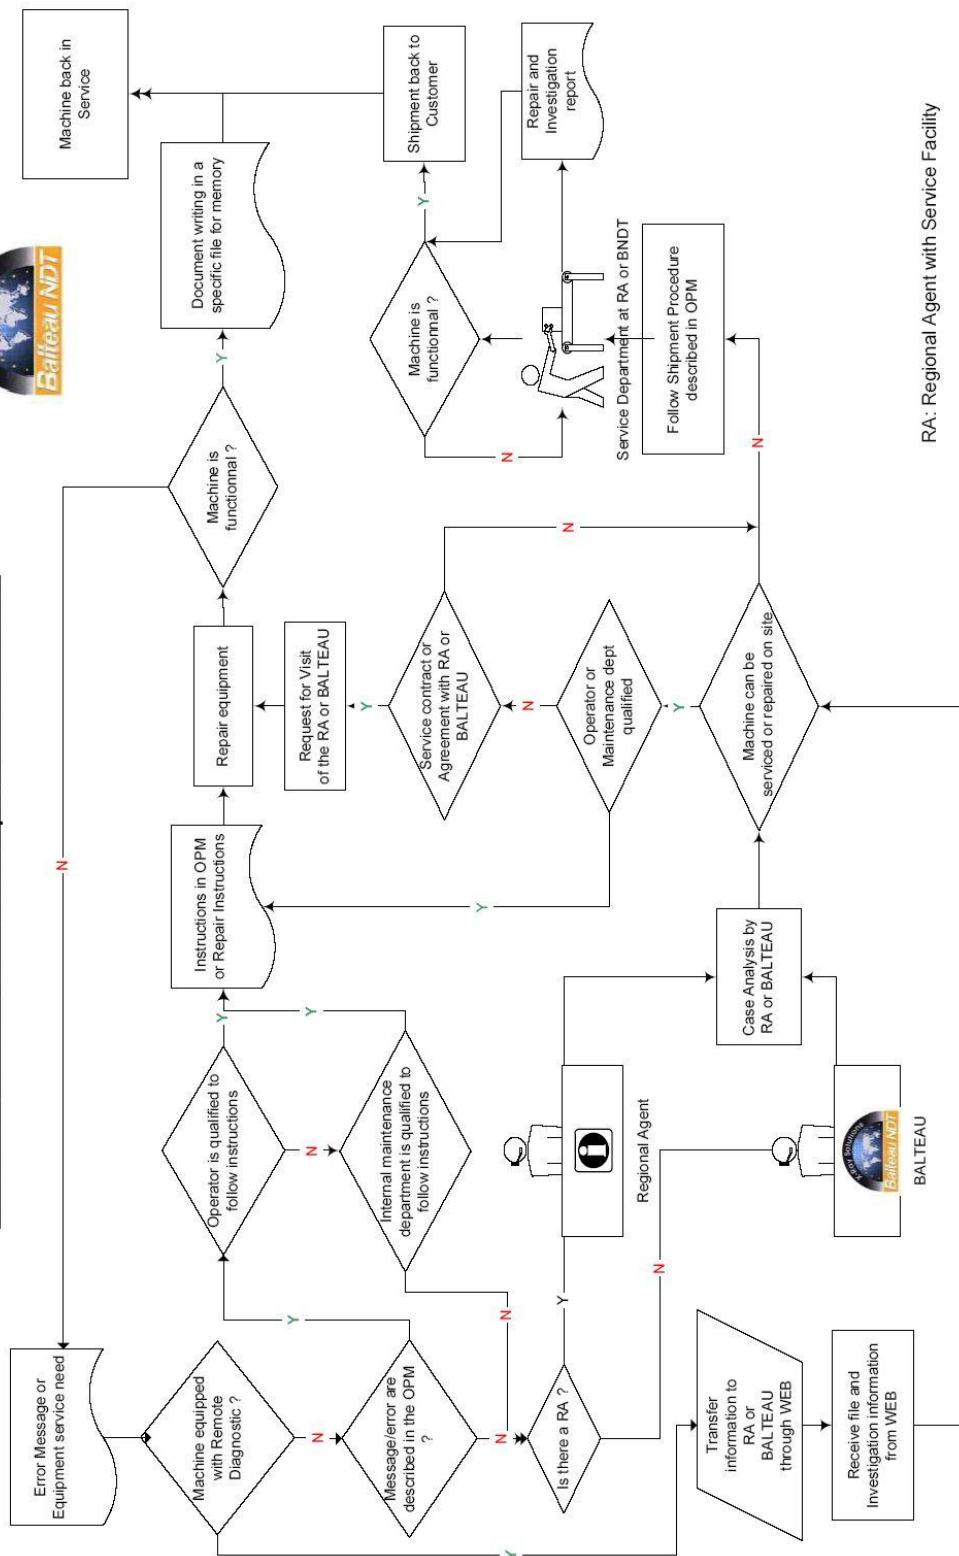 Balteau NDT
Error Message or
Equipment service need
Machine equipped
with Remote
Diagnostic ?
N
Message/error are
described in the OPM
?
N
Is there a RA ?
Y
Y
N
Y
N
N
Operator is qualified to
follow instructions
Y
N
Internal maintenance
department is qualified to
follow instructions
Y
Instructions in OPM
or Repair Instructions
Y
Repair equipment
Request for Visit
of the RA or BALTEAU
Y
Service contract or
Agreement with RA or
BALTEAU
N
N
Operator or
Maintenance dept
qualified
Y
Machine can be
serviced or repaired on site
N
Machine is
functionnal ?
Y
Document writing in a
specific file for memory
Machine back in
Service
Machine is
functionnal ?
Y
N
Shipment back to
Customer
Repair and
Investigation
report
Service Department at RA or BNDT
Follow Shipment Procedure
described in OPM
Regional Agent
Case Analysis by
RA or BALTEAU
X-Ray Solutions
Balteau NDT
BALTEAU
Transfer
information to
RA or
BALTEAU
through WEB
Receive file and
Investigation information
from WEB
RA: Regional Agent with Service Facility